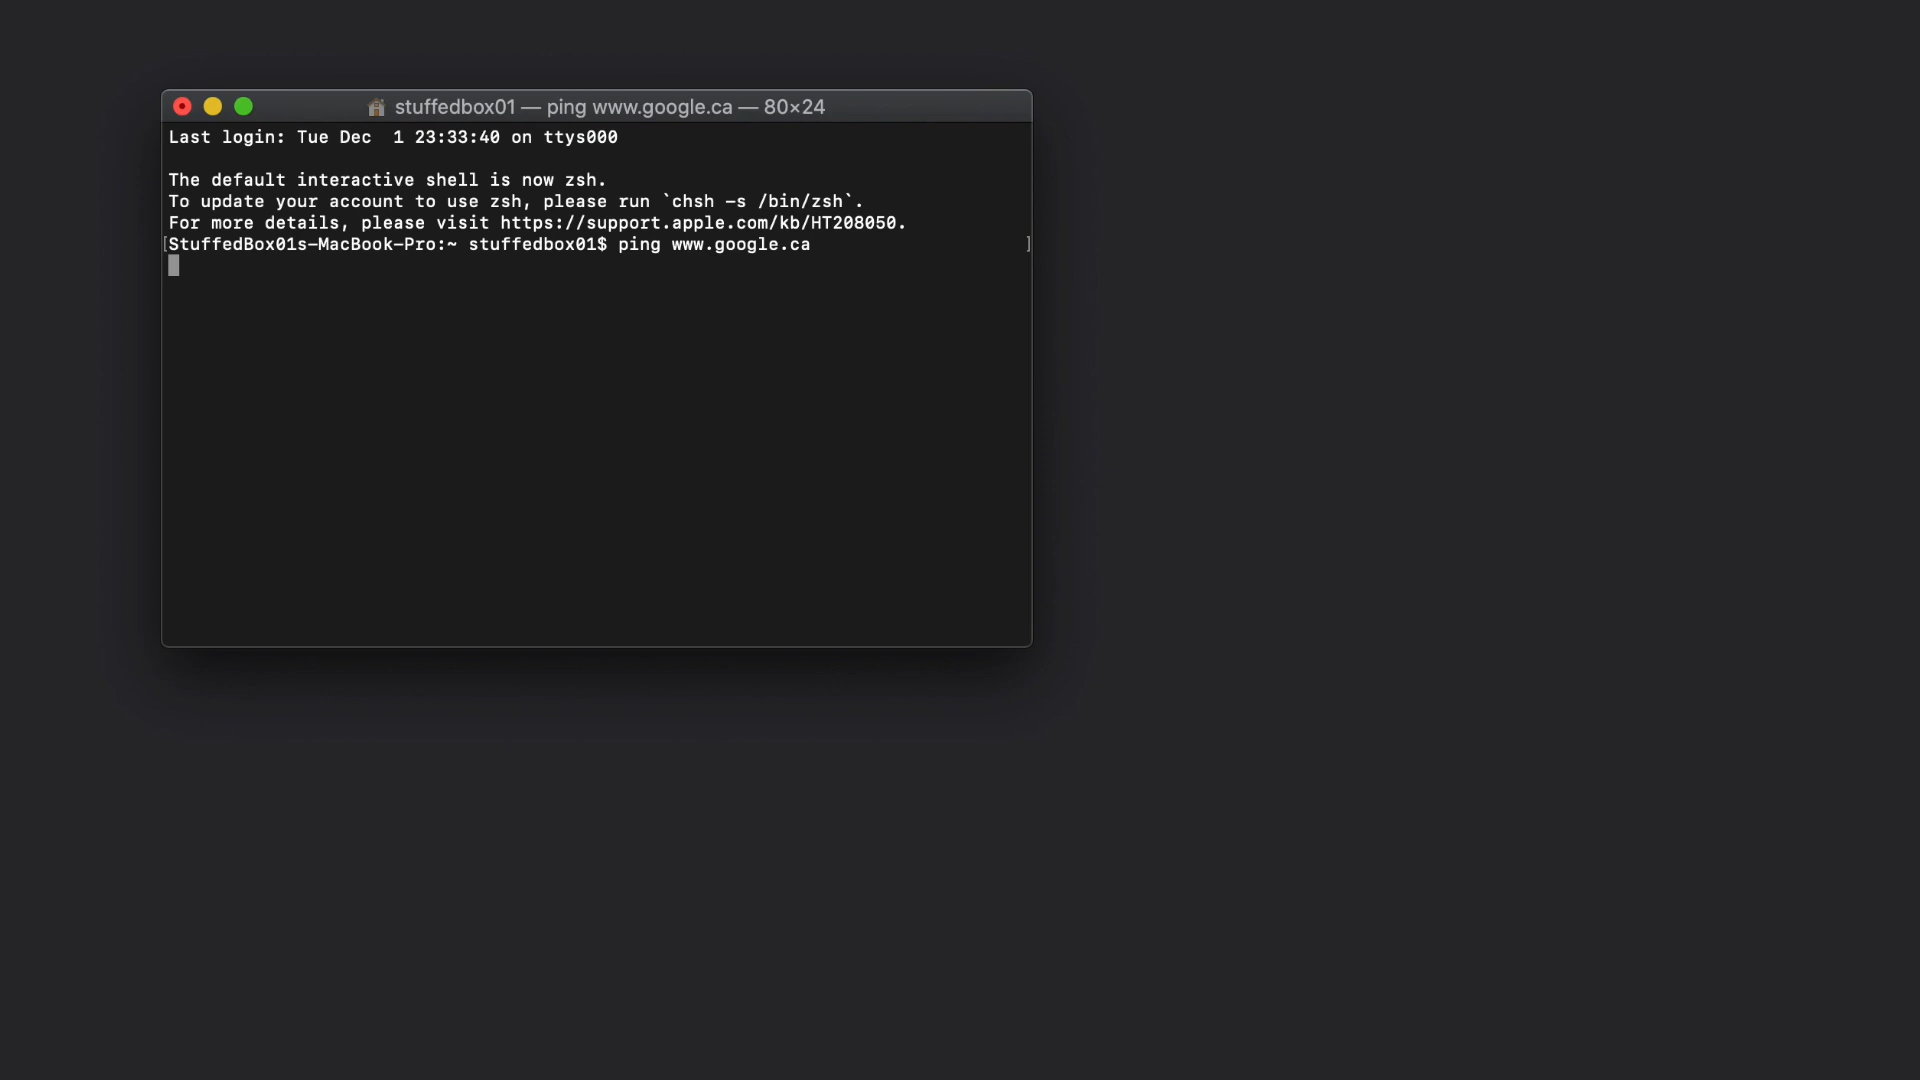 stuffedbox01 — ping www.google.ca — 80×24
Last login: Tue Dec  1 23:33:40 on ttys000
The default interactive shell is now zsh.
To update your account to use zsh, please run `chsh -s /bin/zsh`.
For more details, please visit https://support.apple.com/kb/HT208050.
[StuffedBox01s-MacBook-Pro:~ stuffedbox01$ ping www.google.ca ]